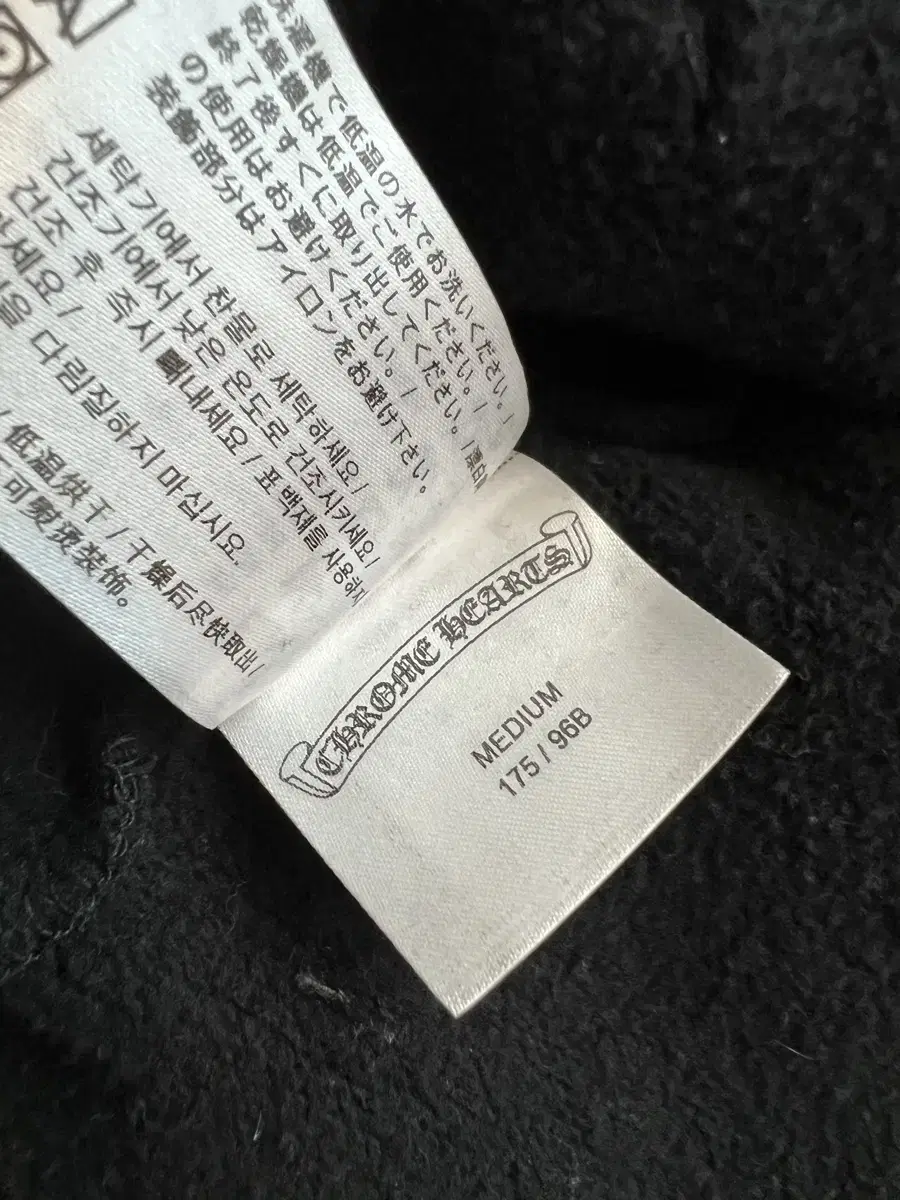 で低温の水でお洗いください。/
乾燥機は低温でご使用ください。/
終了後すぐに取り出してください。/漂白
の使用はお避けください。/
装飾部分はアイロンをお避け下さい。
세탁기에서 찬물로 세탁하세요/
건조기에서 낮은 온도로 건조시키세요/
건조 후 즉시 빼내세요/표백제를 사용하지
세요/
다림질하지 마십시오.
/低温烘干/干燥后尽快取出/
可熨烫装饰。
CHROME HEARTS
MEDIUM
175 / 96B